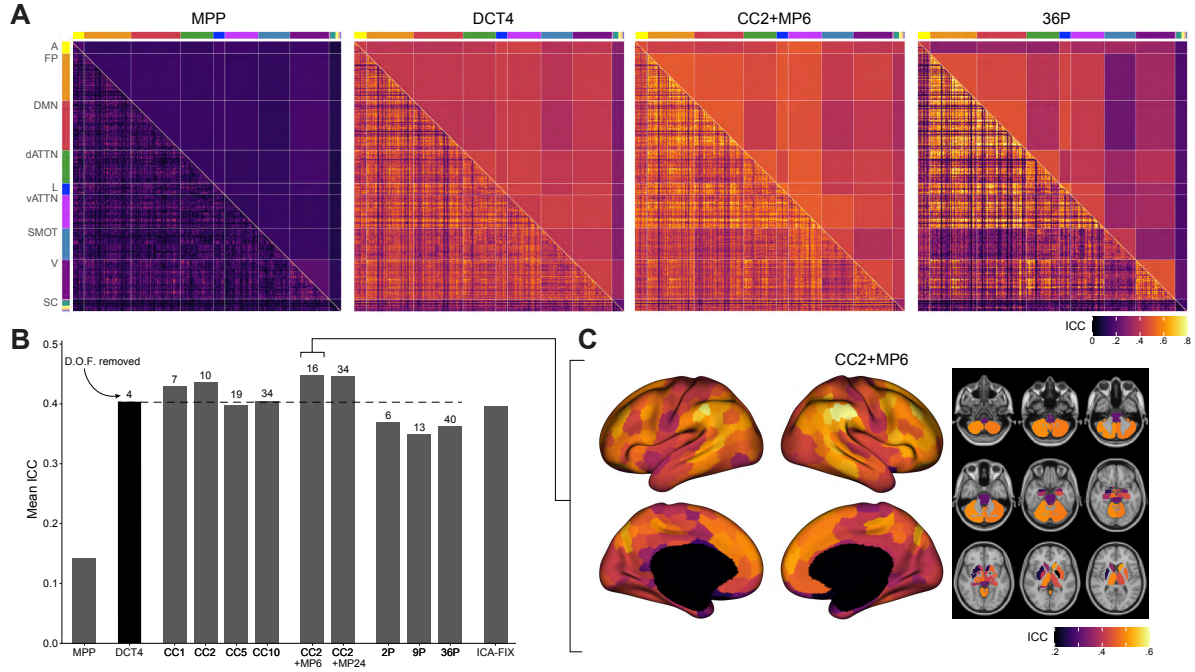 A
MPP
DCT4
CC2+MP6
36P
A
FP
DMN
dATTN
L
vATTN
SMOT
V
SC
ICC
0 .2 .4 .6 .8
B
D.O.F. removed
Mean ICC
0.5
0.4
0.3
0.2
0.1
0.0
4
7
10
19
34
16
34
6
13
40
MPP
DCT4
CC1
CC2
CC5
CC10
CC2
+MP6
CC2
+MP24
2P
9P
36P
ICA-FIX
C
CC2+MP6
ICC
.2 .4 .6